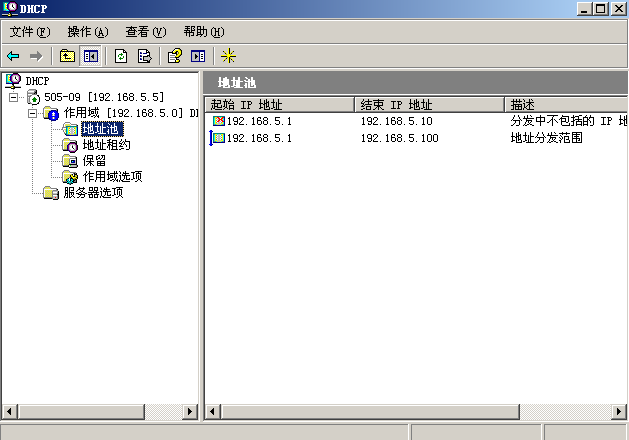 DHCP
文件(F) 操作(A) 查看(V) 帮助(H)
DHCP
505-09 [192.168.5.5]
作用域 [192.168.5.0] D
地址池
地址租约
保留
作用域选项
服务器选项
地址池
起始 IP 地址 结束 IP 地址 描述
192.168.5.1 192.168.5.10 分发中不包括的 IP 地
192.168.5.1 192.168.5.100 地址分发范围